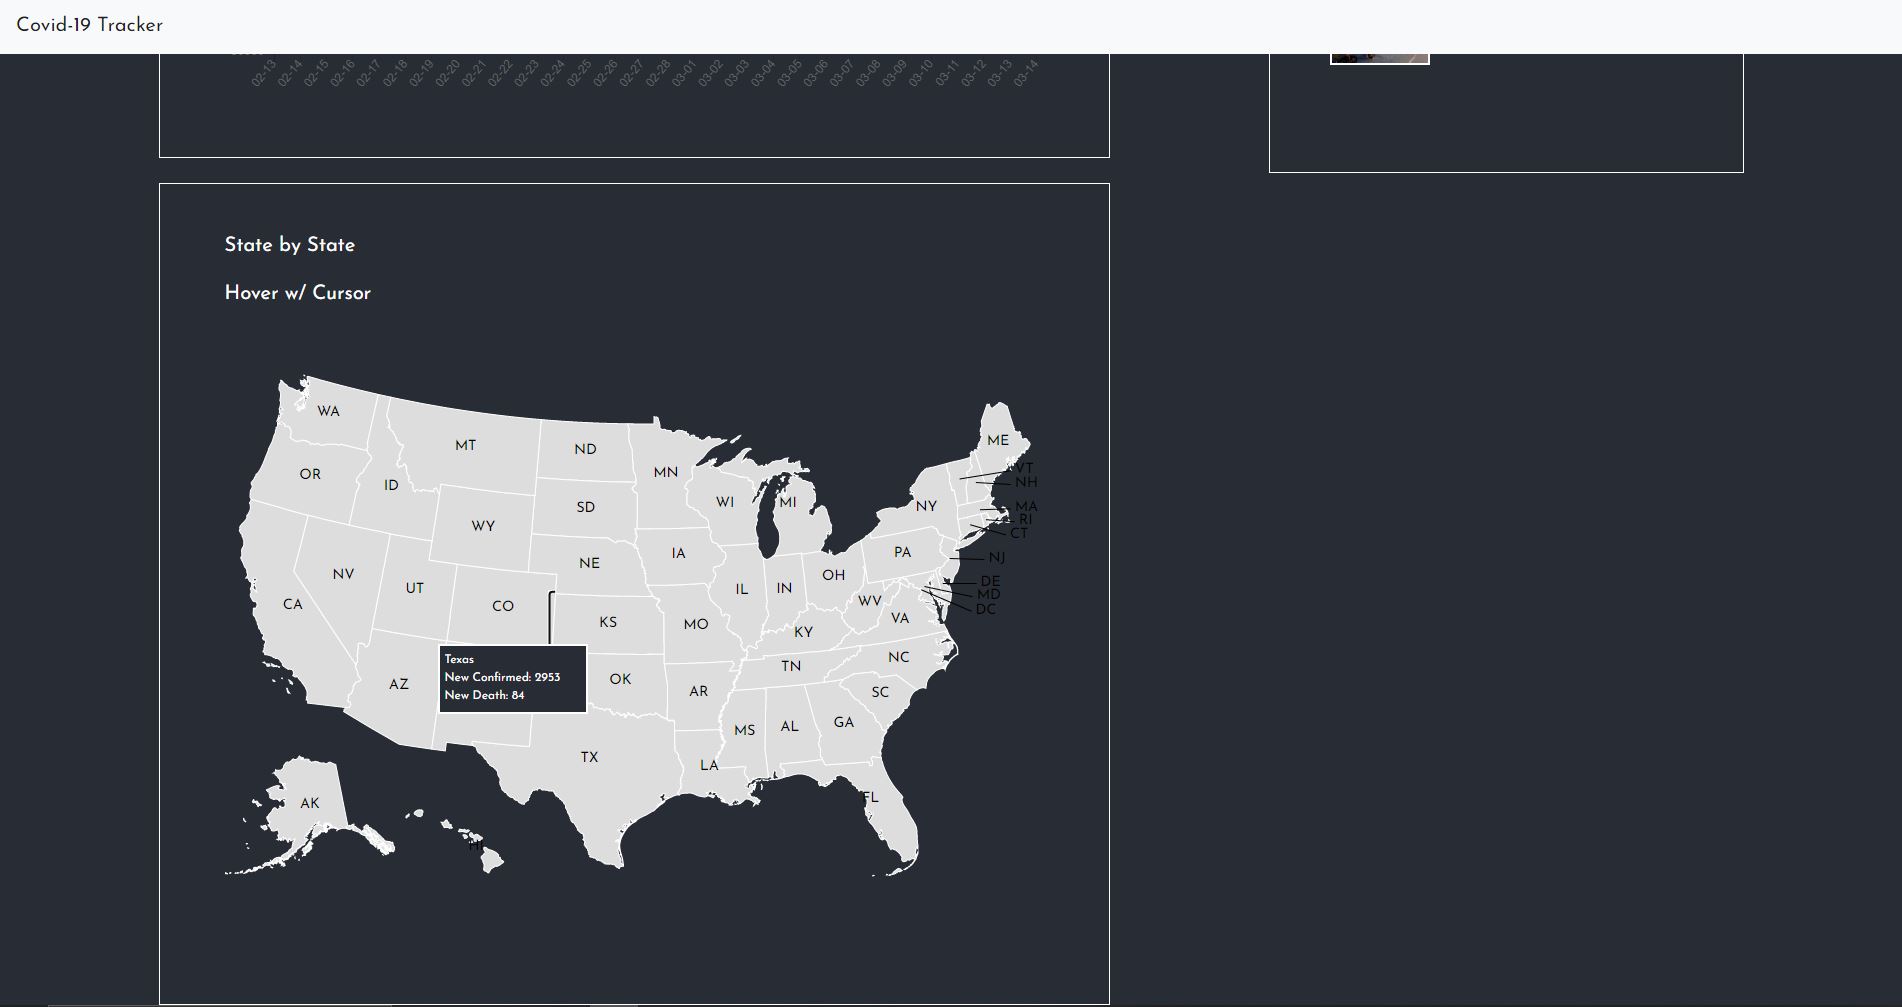 Covid-19 Tracker
02-13 02-14 02-15 02-16 02-17 02-18 02-19 02-20 02-21 02-22 02-23 02-24 02-25 02-26 02-27 02-28 03-01 03-02 03-03 03-04 03-05 03-06 03-07 03-08 03-09 03-10 03-11 03-12 03-13 03-14
State by State
Hover w/ Cursor
WA
MT
ND
ME
OR
ID
MN
VT
NH
WY
SD
WI
MI
NY
MA
RI
CT
NV
UT
NE
IA
PA
NJ
CA
CO
IL
IN
OH
DE
MD
DC
KS
MO
WV
VA
KY
Texas
New Confirmed: 2953
New Death: 84
AZ
OK
AR
TN
NC
SC
TX
LA
MS
AL
GA
AK
HI
FL